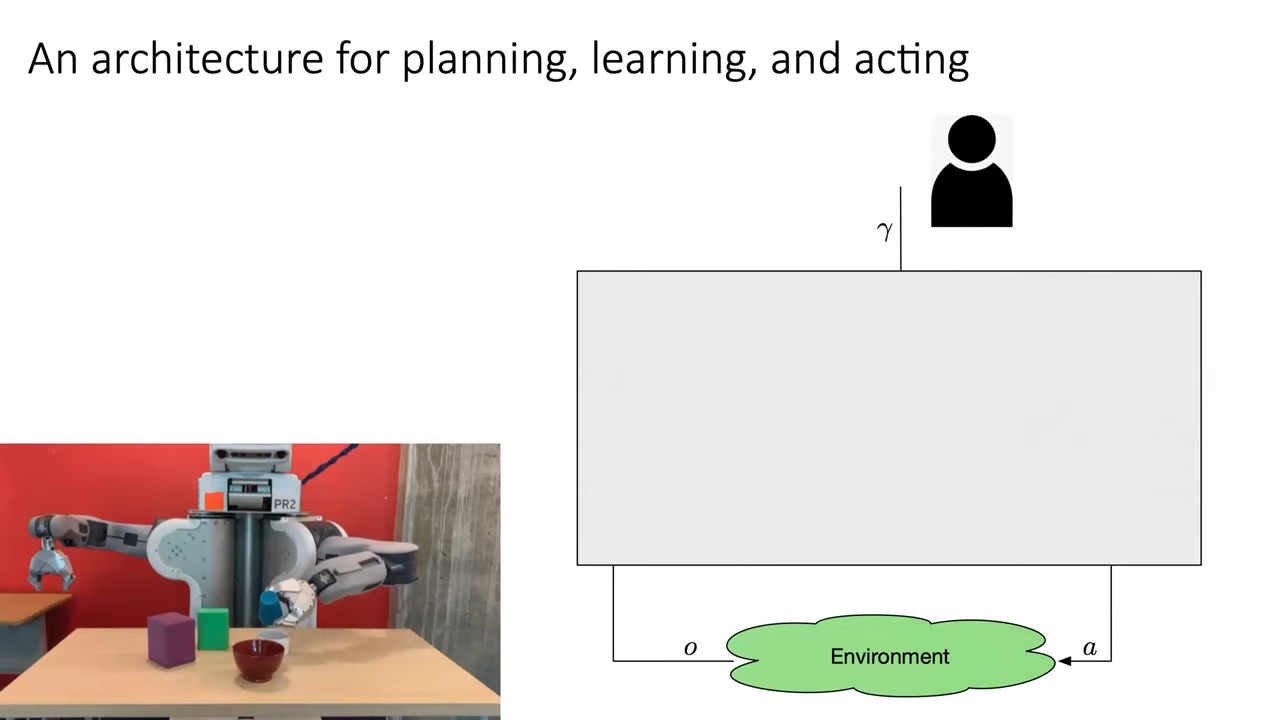 An architecture for planning, learning, and acting
γ
PR2
o
Environment
a